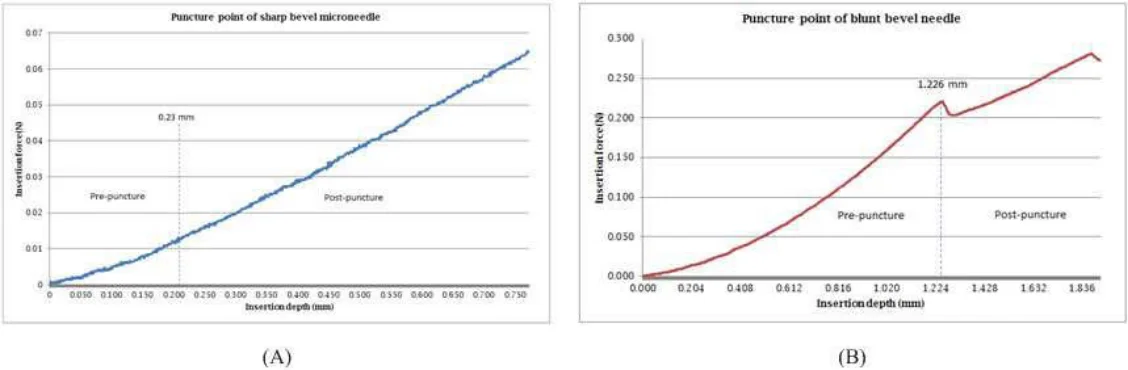 Puncture point of sharp bevel microneedle
0.07
0.06
0.05
0.04
0.03
0.02
0.01
0
Insertion force(N)
0.23 mm
Pre-puncture
Post-puncture
0 0.050 0.100 0.150 0.200 0.250 0.300 0.350 0.400 0.450 0.500 0.550 0.600 0.650 0.700 0.750
Insertion depth (mm)
(A)
Puncture point of blunt bevel needle
0.300
0.250
0.200
0.150
0.100
0.050
0.000
Insertion force(N)
1.226 mm
Pre-puncture
Post-puncture
0.000 0.204 0.408 0.612 0.816 1.020 1.224 1.428 1.632 1.836
Insertion depth (mm)
(B)